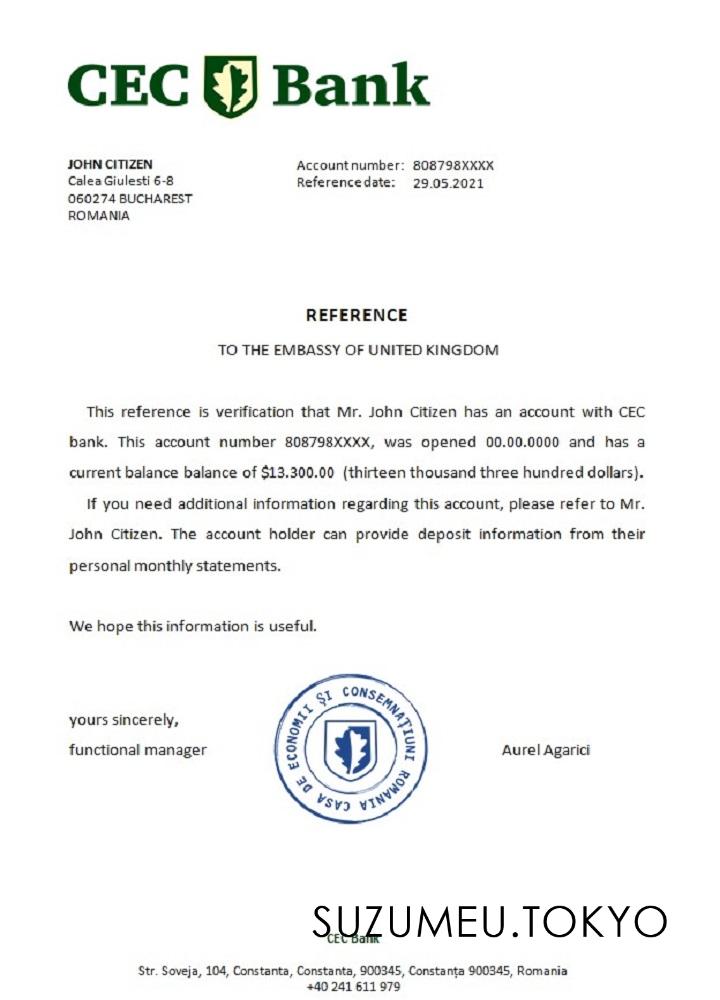 CEC Bank
JOHN CITIZEN
Calea Giulesti 6-8
060274 BUCHAREST
ROMANIA
Account number: 808798XXXX
Reference date: 29.05.2021
REFERENCE
TO THE EMBASSY OF UNITED KINGDOM
This reference is verification that Mr. John Citizen has an account with CEC
bank. This account number 808798XXXX, was opened 00.00.0000 and has a
current balance balance of $13.300.00 (thirteen thousand three hundred dollars).
If you need additional information regarding this account, please refer to Mr.
John Citizen. The account holder can provide deposit information from their
personal monthly statements.
We hope this information is useful.
yours sincerely,
functional manager
CASA DE ECONOMII ȘI CONSEMNAȚIUNI ROMANIA
Aurel Agarici
SUZUMEU.TOKYO
CEC Bank
Str. Soveja, 104, Constanta, Constanta, 900345, Constanța 900345, Romania
+40 241 611 979